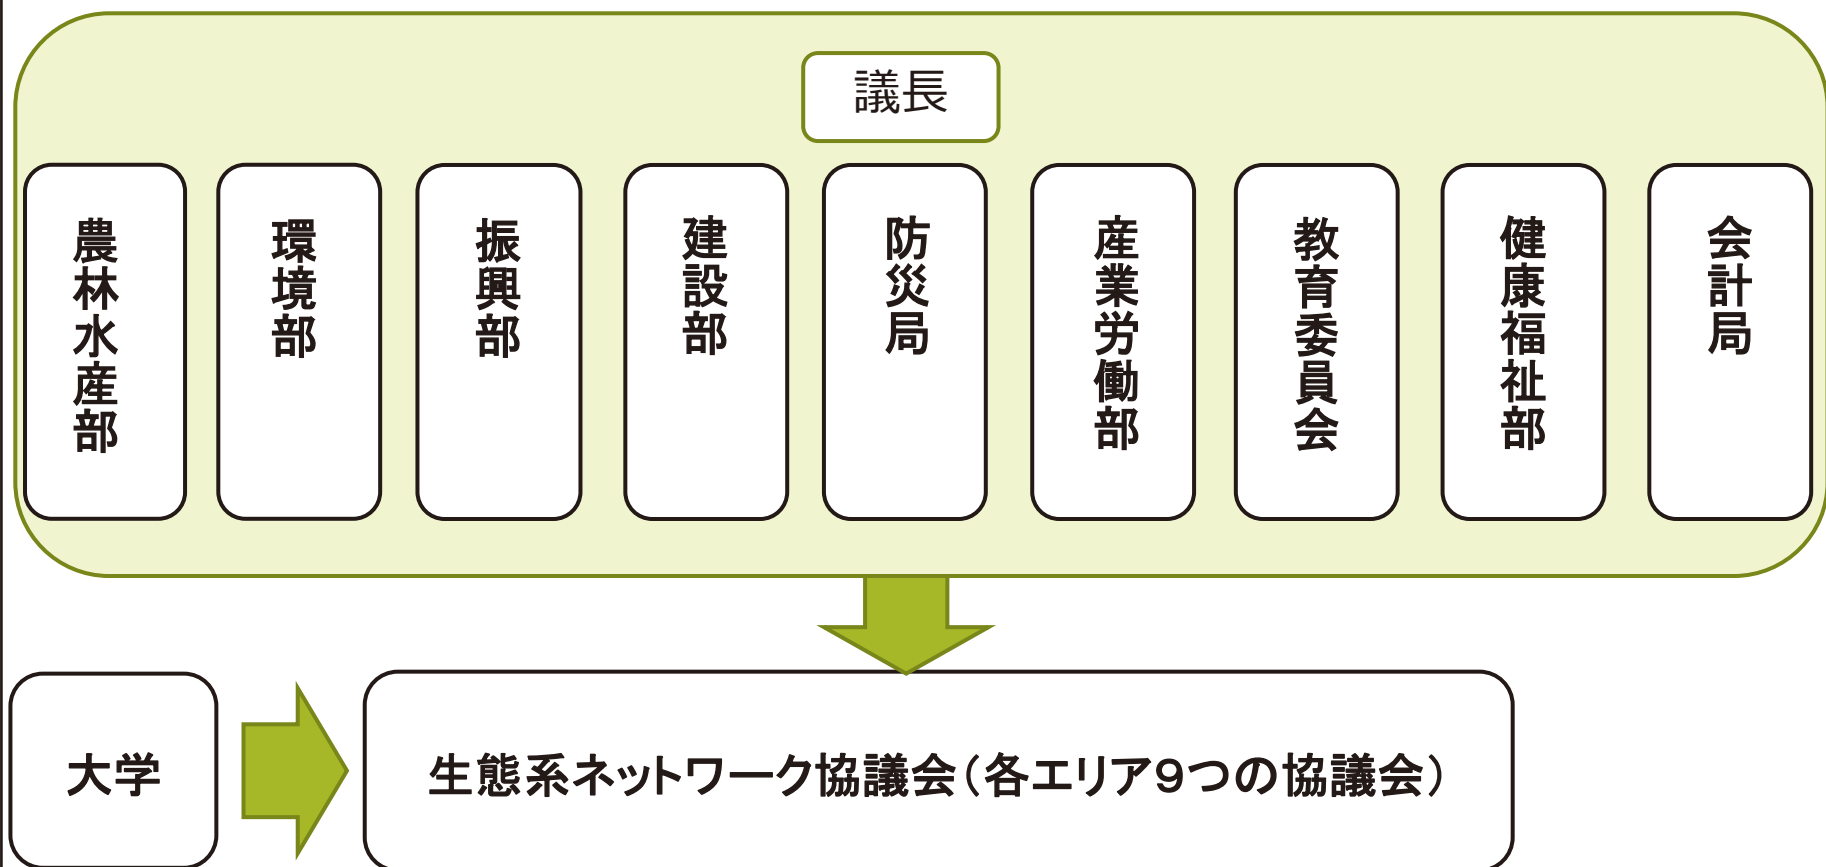 議長
農林水産部
環境部
振興部
建設部
防災局
産業労働部
教育委員会
健康福祉部
会計局
大学
生態系ネットワーク協議会（各エリア９つの協議会）